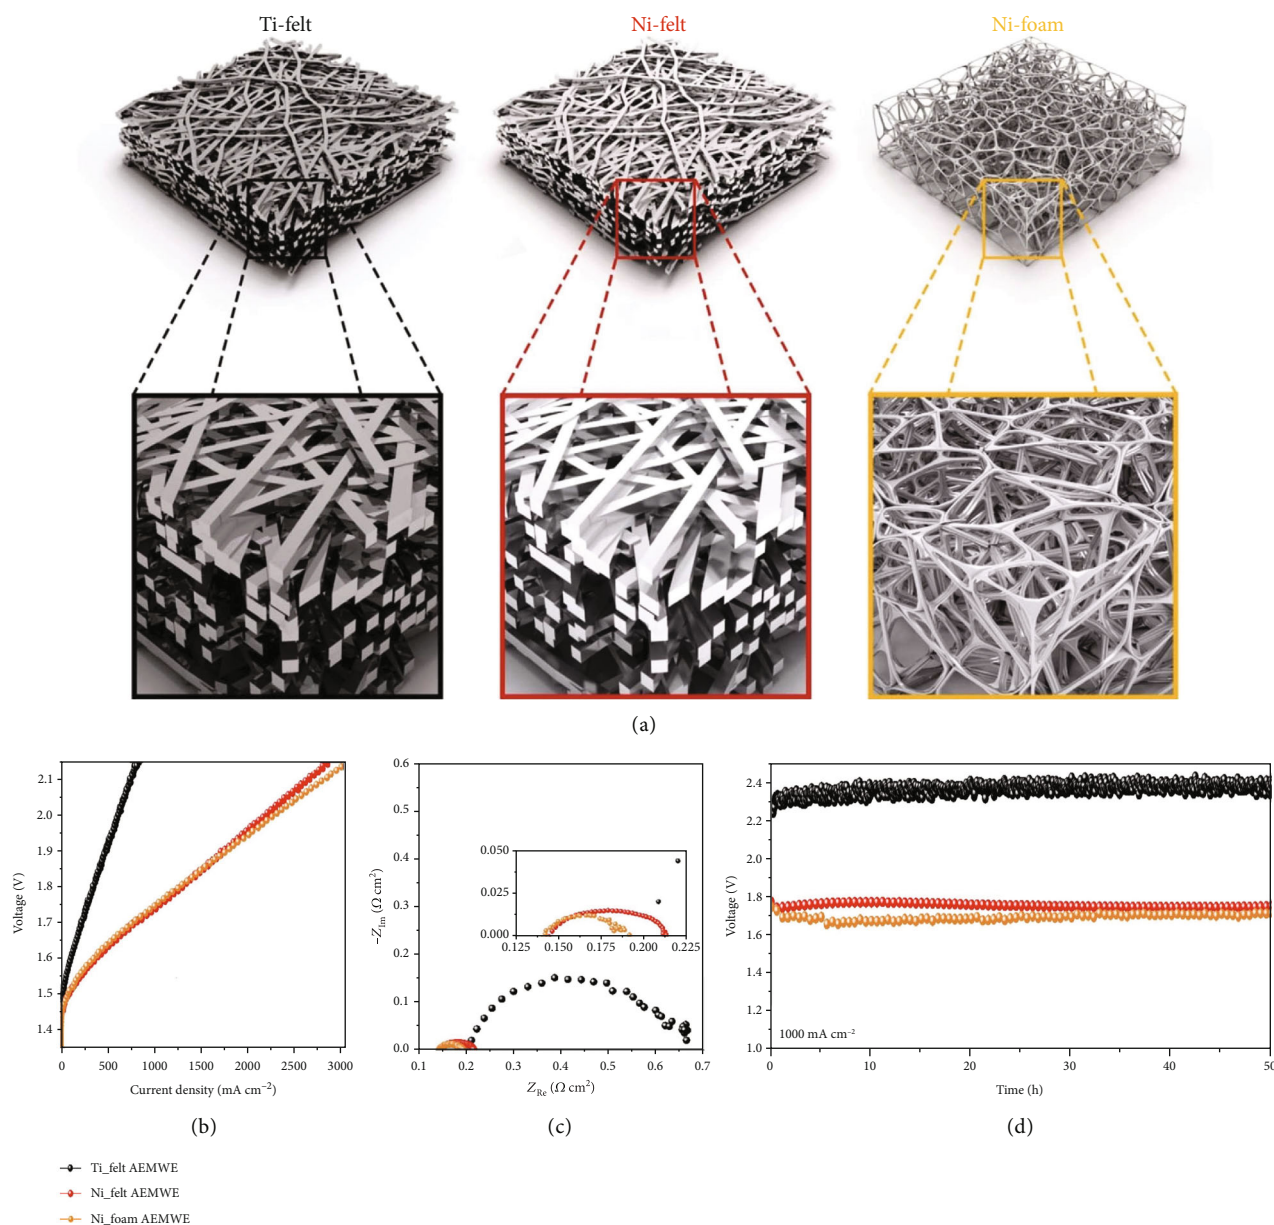 Ti-felt
Ni-felt
Ni-foam
(a)
2.1
2.0
1.9
1.8
1.7
1.6
1.5
1.4
Voltage (V)
0 500 1000 1500 2000 2500 3000
Current density (mA cm⁻²)
(b)
0.6
0.5
0.4
0.3
0.2
0.1
0.0
–Z_Im (Ω cm²)
0.050
0.025
0.000
0.125 0.150 0.175 0.200 0.225
0.1 0.2 0.3 0.4 0.5 0.6 0.7
Z_Re (Ω cm²)
(c)
2.4
2.2
2.0
1.8
1.6
1.4
1.2
1.0
Voltage (V)
1000 mA cm⁻²
0 10 20 30 40 50
Time (h)
(d)
Ti_felt AEMWE
Ni_felt AEMWE
Ni_foam AEMWE